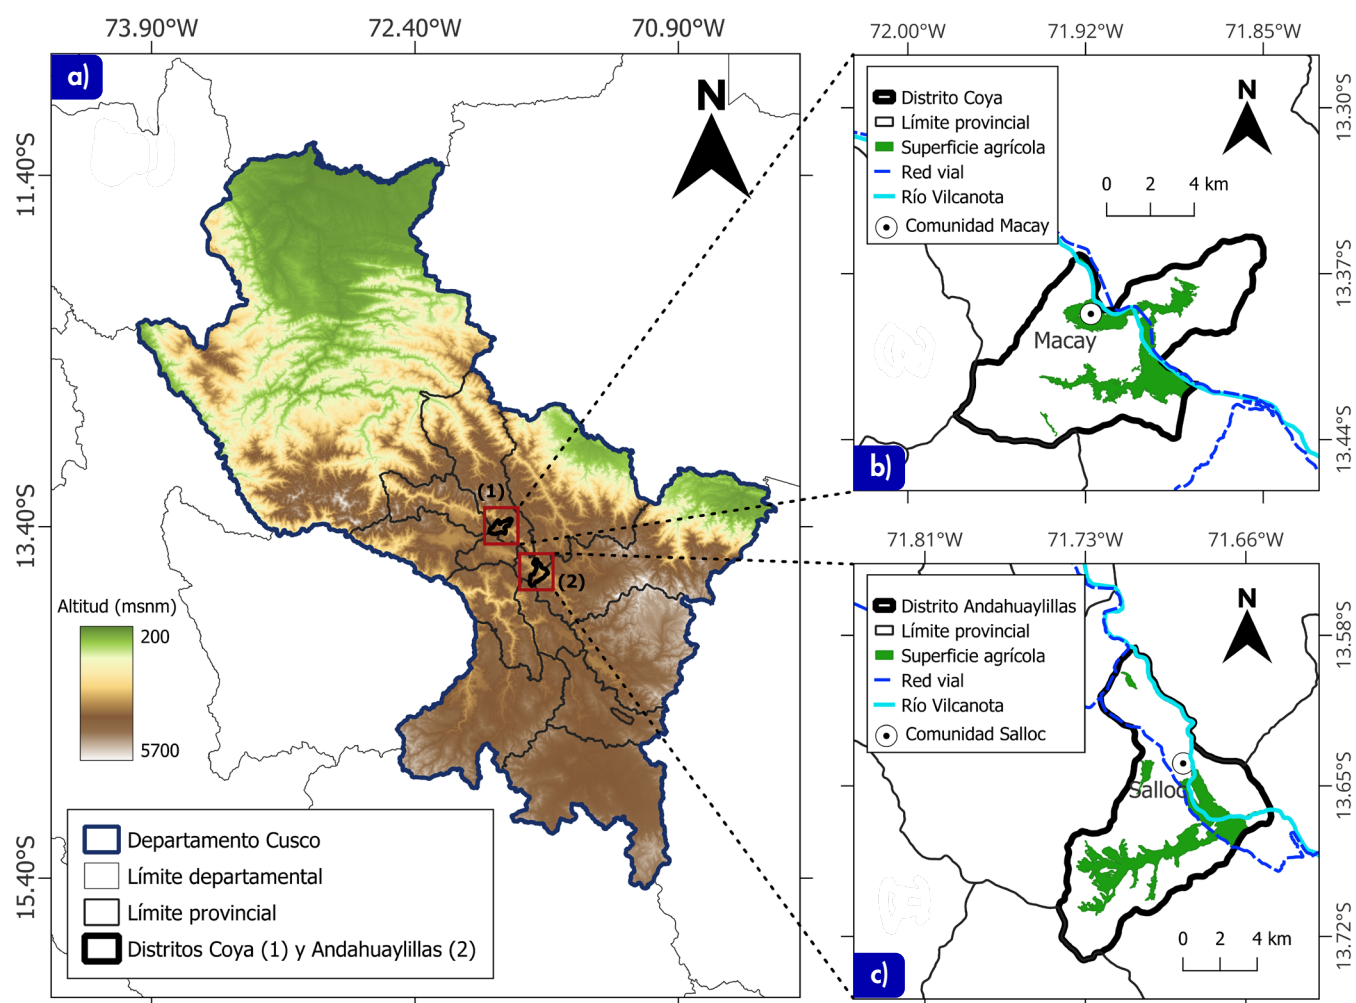 73.90°W 72.40°W 70.90°W
a)
N
11.40°S
13.40°S
15.40°S
(1)
(2)
Altitud (msnm)
200
5700
Departamento Cusco
Límite departamental
Límite provincial
Distritos Coya (1) y Andahuaylillas (2)
72.00°W 71.92°W 71.85°W
Distrito Coya
Límite provincial
Superficie agrícola
Red vial
Río Vilcanota
Comunidad Macay
N
0 2 4 km
13.30°S
13.37°S
13.44°S
Macay
b)
71.81°W 71.73°W 71.66°W
Distrito Andahuaylillas
Límite provincial
Superficie agrícola
Red vial
Río Vilcanota
Comunidad Salloc
N
13.58°S
13.65°S
13.72°S
Salloc
0 2 4 km
c)